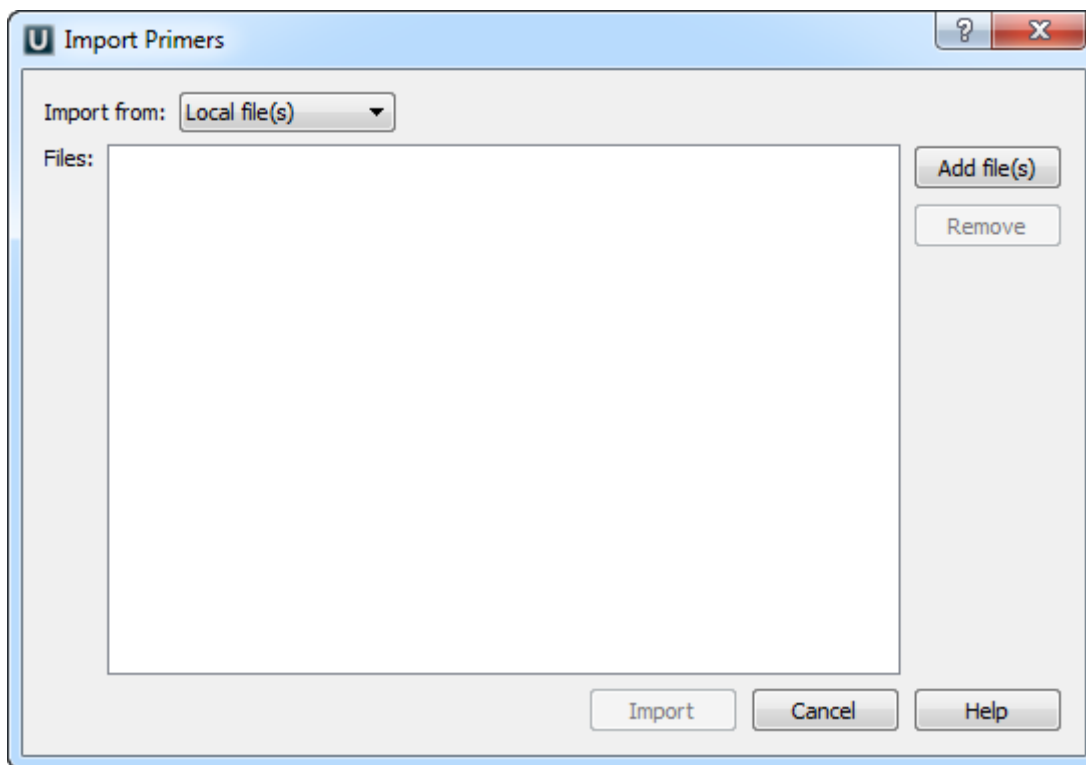 U Import Primers
Import from: Local file(s)
Files:
Add file(s)
Remove
Import Cancel Help